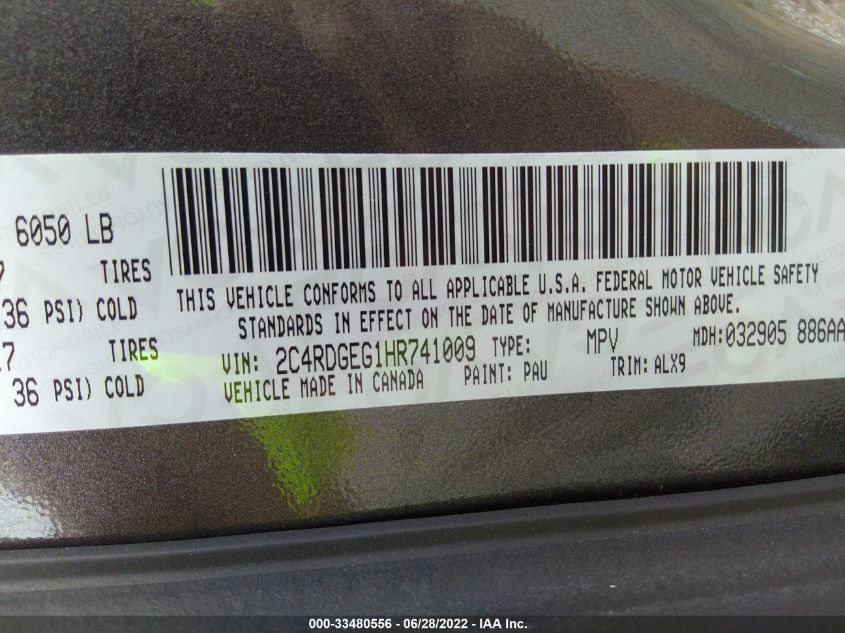 6050 LB
7 TIRES
36 PSI) COLD
THIS VEHICLE CONFORMS TO ALL APPLICABLE U.S.A. FEDERAL MOTOR VEHICLE SAFETY
STANDARDS IN EFFECT ON THE DATE OF MANUFACTURE SHOWN ABOVE.
17 TIRES
VIN: 2C4RDGEG1HR741009 TYPE: MPV MDH:032905 886AA
36 PSI) COLD
VEHICLE MADE IN CANADA PAINT: PAU TRIM: ALX9
000-33480556 - 06/28/2022 - IAA Inc.